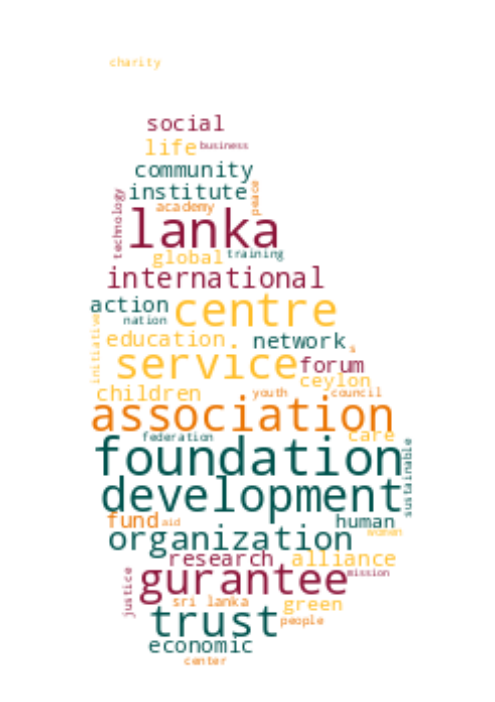 charity
social
life business
community
institute
peace
academy
technology
lanka
global training
international
action centre
nation
initiative
education. network s
service forum
ceylon
children youth council
association
federation care
foundation
sustainable
development
fund aid human
organization women
research alliance
gurantee mission
justice
sri lanka green
trust people
economic
center